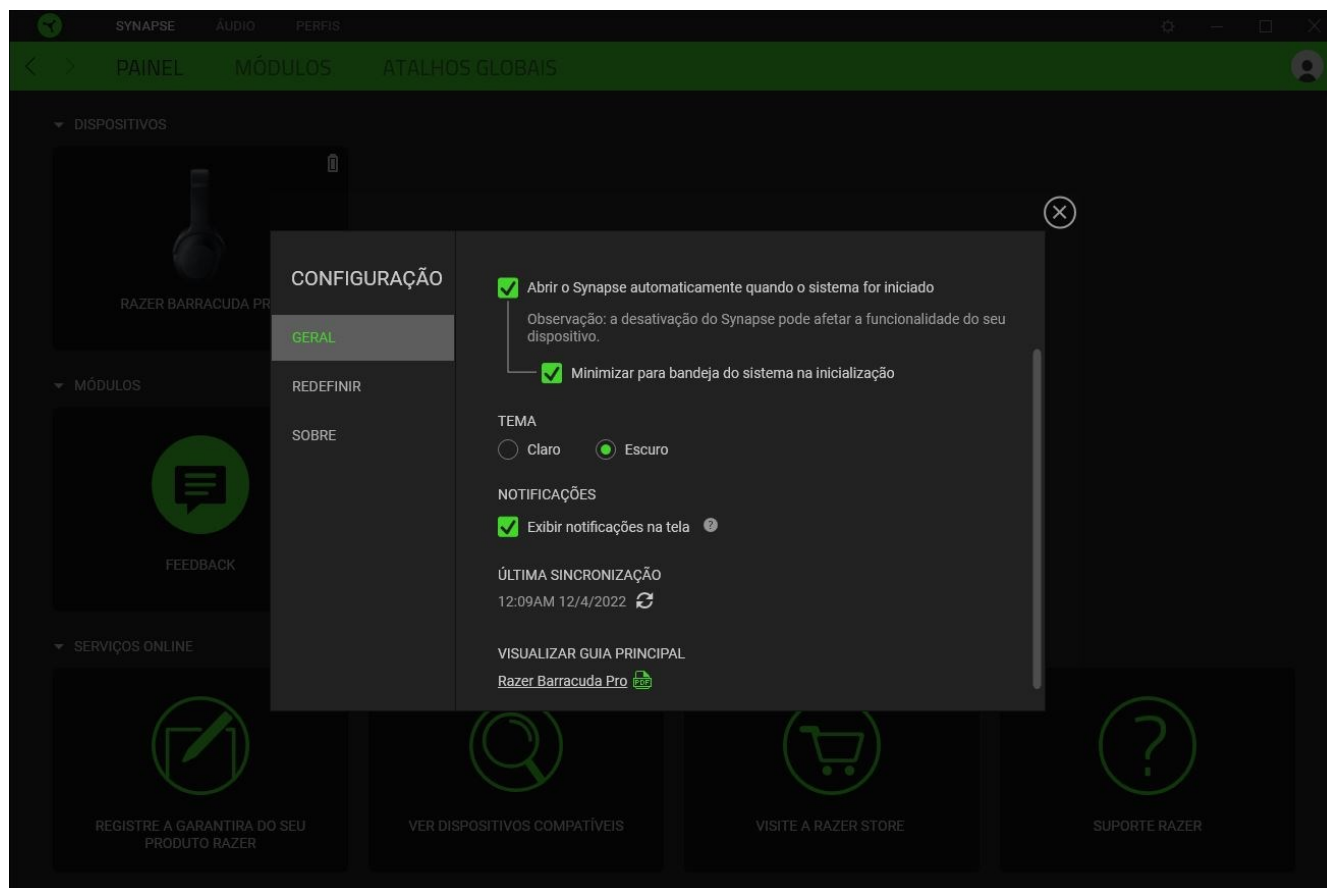 SYNAPSE ÁUDIO PERFIS
PAINEL MÓDULOS ATALHOS GLOBAIS
DISPOSITIVOS
RAZER BARRACUDA PR
CONFIGURAÇÃO
GERAL
REDEFINIR
SOBRE
Abrir o Synapse automaticamente quando o sistema for iniciado
Observação: a desativação do Synapse pode afetar a funcionalidade do seu
dispositivo.
Minimizar para bandeja do sistema na inicialização
TEMA
Claro Escuro
NOTIFICAÇÕES
Exibir notificações na tela ?
ÚLTIMA SINCRONIZAÇÃO
12:09AM 12/4/2022
VISUALIZAR GUIA PRINCIPAL
Razer Barracuda Pro PDF
MÓDULOS
FEEDBACK
SERVIÇOS ONLINE
REGISTRE A GARANTIRA DO SEU
PRODUTO RAZER
VER DISPOSITIVOS COMPATÍVEIS
VISITE A RAZER STORE
?
SUPORTE RAZER